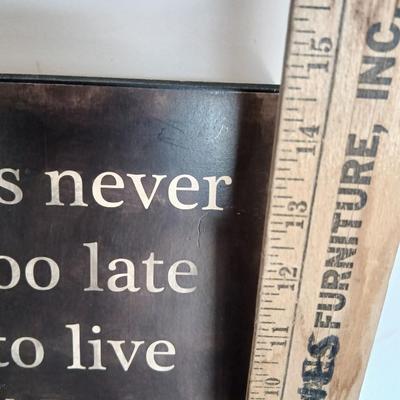 s never
oo late
to live
15
14
13
12
11
10
FURNITURE, INC